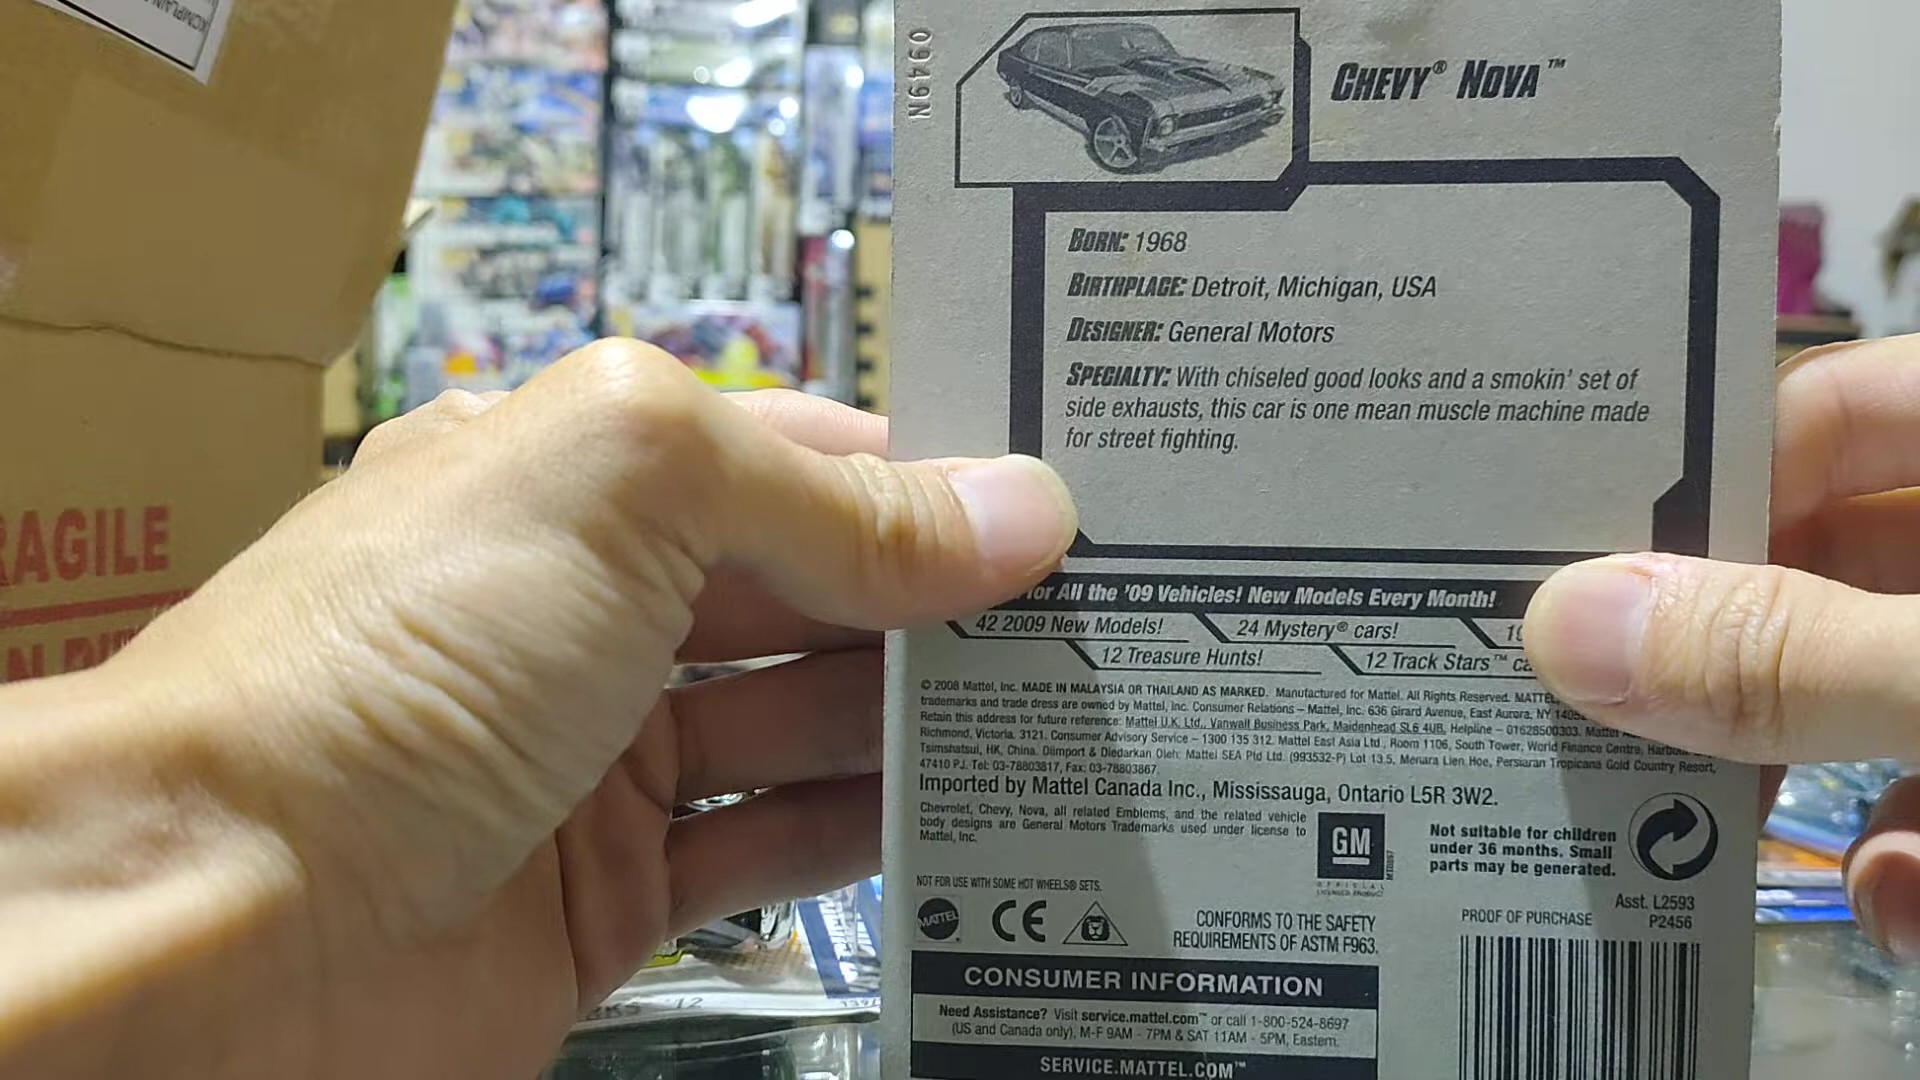 KOMPLAIN
RAGILE
0949N
CHEVY® NOVA™
BORN: 1968
BIRTHPLACE: Detroit, Michigan, USA
DESIGNER: General Motors
SPECIALTY: With chiseled good looks and a smokin' set of
side exhausts, this car is one mean muscle machine made
for street fighting.
for All the '09 Vehicles! New Models Every Month!
42 2009 New Models!
24 Mystery® cars!
12 Treasure Hunts!
12 Track Stars™
© 2008 Mattel, Inc. MADE IN MALAYSIA OR THAILAND AS MARKED. Manufactured for Mattel. All Rights Reserved. MATTEL
trademarks and trade dress are owned by Mattel, Inc. Consumer Relations – Mattel, Inc. 636 Girard Avenue, East Aurora, NY 14052
Retain this address for future reference: Mattel U.K. Ltd., Vanwall Business Park, Maidenhead SL6 4UB. Helpline – 01628500303. Mattel
Richmond, Victoria. 3121. Consumer Advisory Service – 1300 135 312. Mattel East Asia Ltd., Room 1106, South Tower, World Finance Centre, Harbour
Tsimshatsui, HK, China. Diimport & Diedarkan Oleh: Mattel SEA Ptd Ltd. (993532-P) Lot 13.5, Menara Lien Hoe, Persiaran Tropicana Gold Country Resort,
47410 PJ. Tel: 03-78803817, Fax: 03-78803867.
Imported by Mattel Canada Inc., Mississauga, Ontario L5R 3W2.
Chevrolet, Chevy, Nova, all related Emblems, and the related vehicle
body designs are General Motors Trademarks used under license to
Mattel, Inc.
GM
OFFICIAL
LICENSED PRODUCT
Not suitable for children
under 36 months. Small
parts may be generated.
NOT FOR USE WITH SOME HOT WHEELS® SETS.
Asst. L2593
P2456
PROOF OF PURCHASE
MATTEL
CE
CONFORMS TO THE SAFETY
REQUIREMENTS OF ASTM F963.
CONSUMER INFORMATION
Need Assistance? Visit service.mattel.com™ or call 1-800-524-8697
(US and Canada only), M-F 9AM - 7PM & SAT 11AM - 5PM, Eastern.
SERVICE.MATTEL.COM™